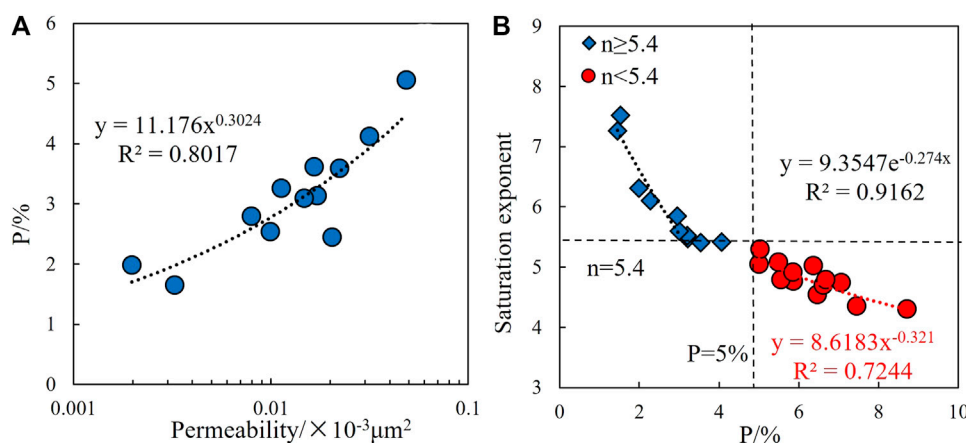 A
6
5
4
3
2
1
0
P/%
y = 11.176x^0.3024
R² = 0.8017
0.001
0.01
0.1
Permeability/×10⁻³μm²
B
9
8
7
6
5
4
3
Saturation exponent
n≥5.4
n<5.4
y = 9.3547e^-0.274x
R² = 0.9162
n=5.4
P=5%
y = 8.6183x^-0.321
R² = 0.7244
0
2
4
6
8
10
P/%